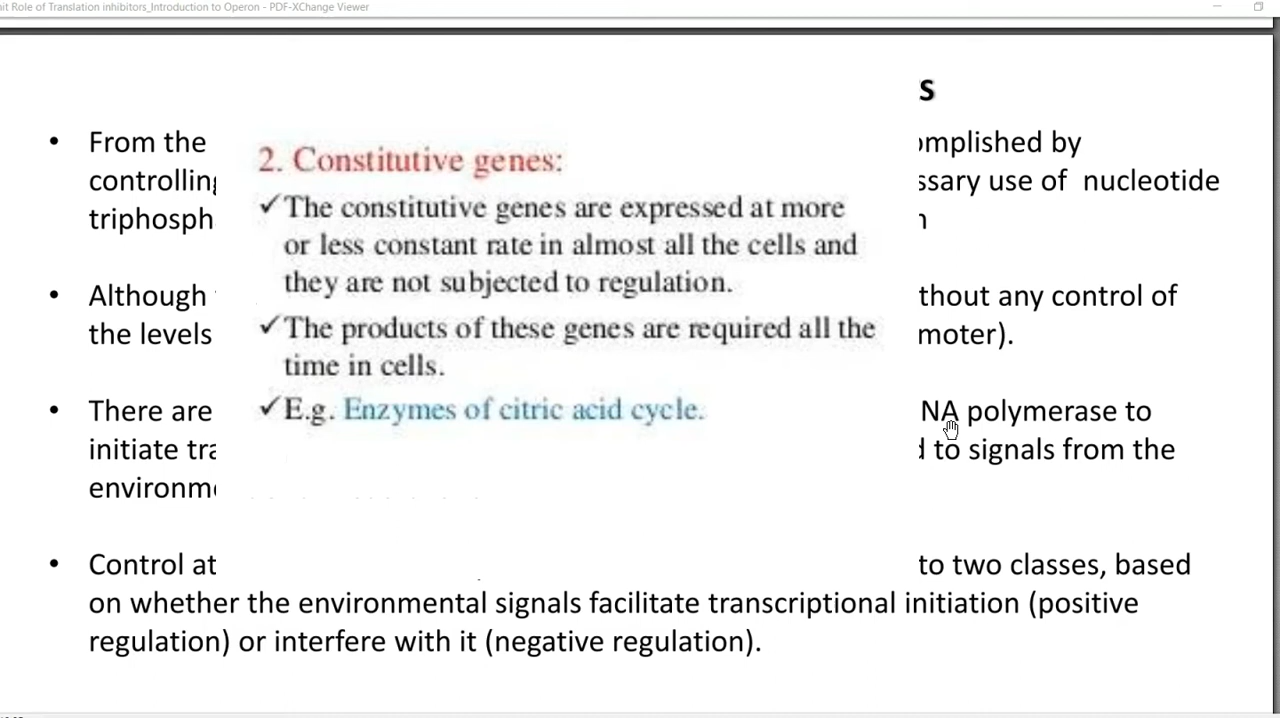 it Role of Translation inhibitors_Introduction to Operon - PDF-XChange Viewer
s
• From the
omplished by
controlling
ssary use of nucleotide
triphosph
• Although
thout any control of
the levels
moter).
• There are
NA polymerase to
initiate tra
to signals from the
environme
• Control at
to two classes, based
on whether the environmental signals facilitate transcriptional initiation (positive
regulation) or interfere with it (negative regulation).
2. Constitutive genes:
✓The constitutive genes are expressed at more
or less constant rate in almost all the cells and
they are not subjected to regulation.
✓The products of these genes are required all the
time in cells.
✓E.g. Enzymes of citric acid cycle.